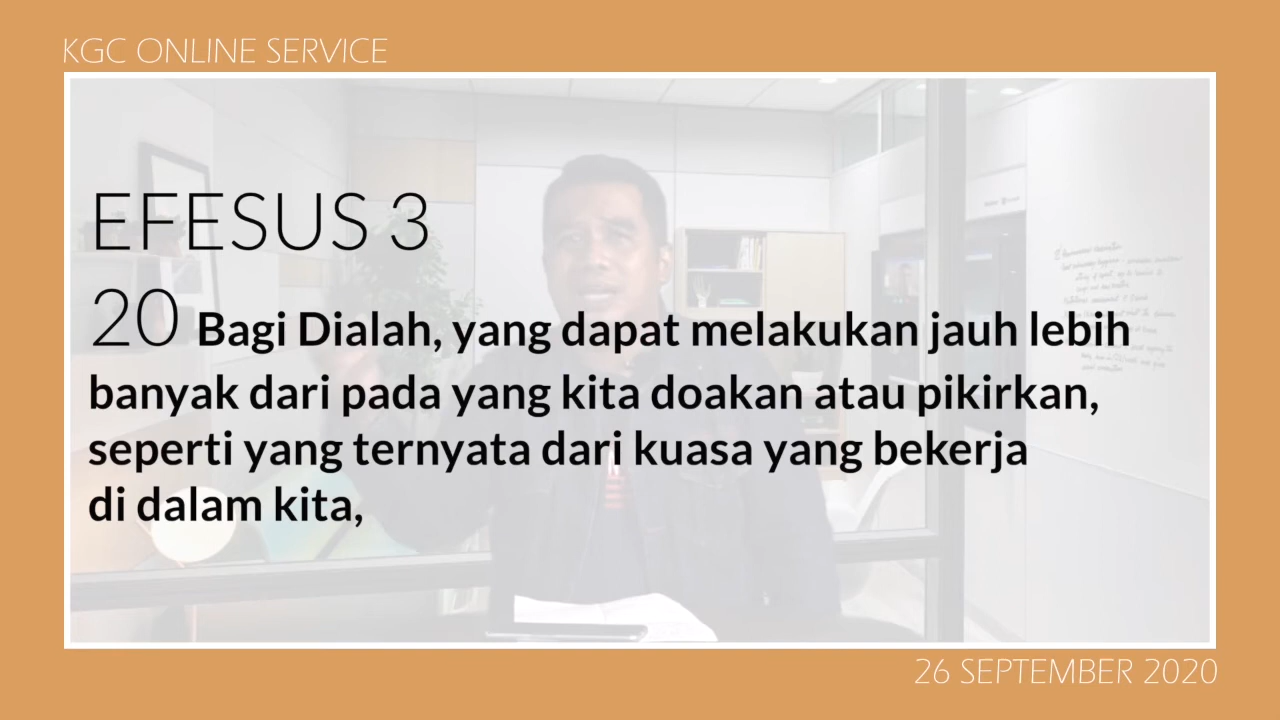 KGC ONLINE SERVICE
EFESUS 3
20 Bagi Dialah, yang dapat melakukan jauh lebih
banyak dari pada yang kita doakan atau pikirkan,
seperti yang ternyata dari kuasa yang bekerja
di dalam kita,
26 SEPTEMBER 2020